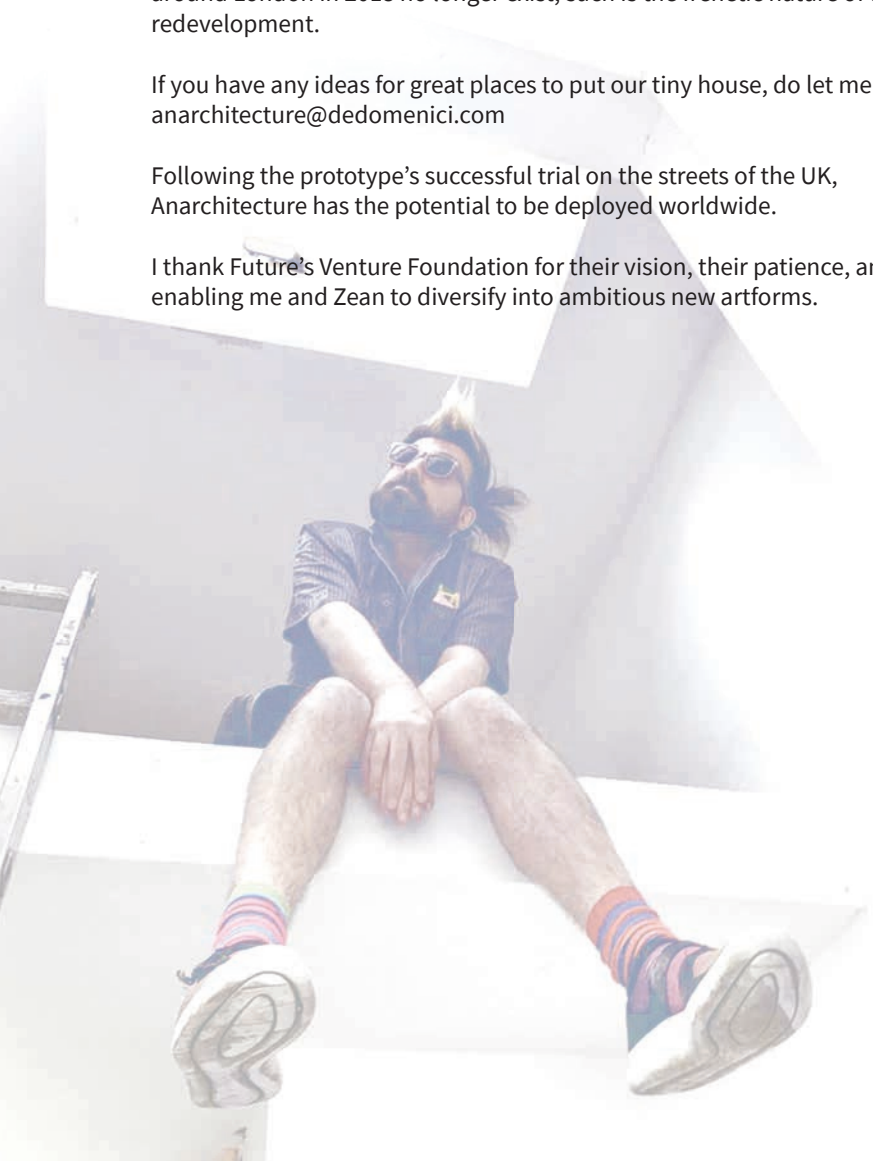 redevelopment.
If you have any ideas for great places to put our tiny house, do let me
anarchitecture@dedomenici.com
Following the prototype’s successful trial on the streets of the UK,
Anarchitecture has the potential to be deployed worldwide.
I thank Future’s Venture Foundation for their vision, their patience,
enabling me and Zean to diversify into ambitious new artforms.